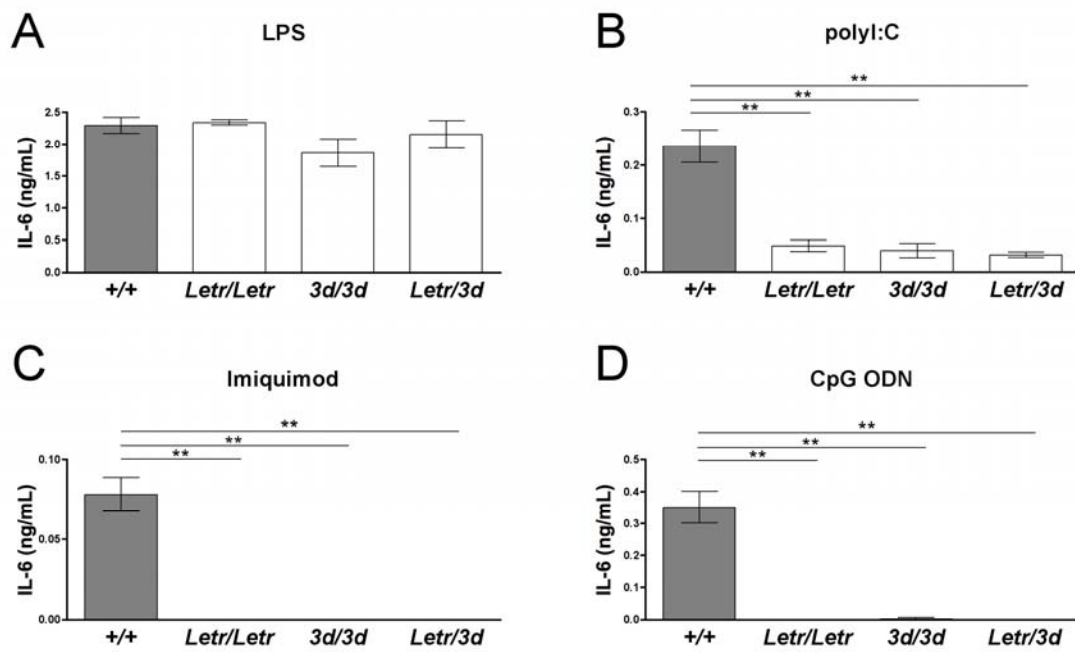 A
LPS
IL-6 (ng/mL)
2.5
2.0
1.5
1.0
0.5
0.0
+/+ Letr/Letr 3d/3d Letr/3d
B
polyI:C
**
**
**
IL-6 (ng/mL)
0.3
0.2
0.1
0.0
+/+ Letr/Letr 3d/3d Letr/3d
C
Imiquimod
**
**
**
IL-6 (ng/mL)
0.10
0.05
0.00
+/+ Letr/Letr 3d/3d Letr/3d
D
CpG ODN
**
**
**
IL-6 (ng/mL)
0.5
0.4
0.3
0.2
0.1
0.0
+/+ Letr/Letr 3d/3d Letr/3d